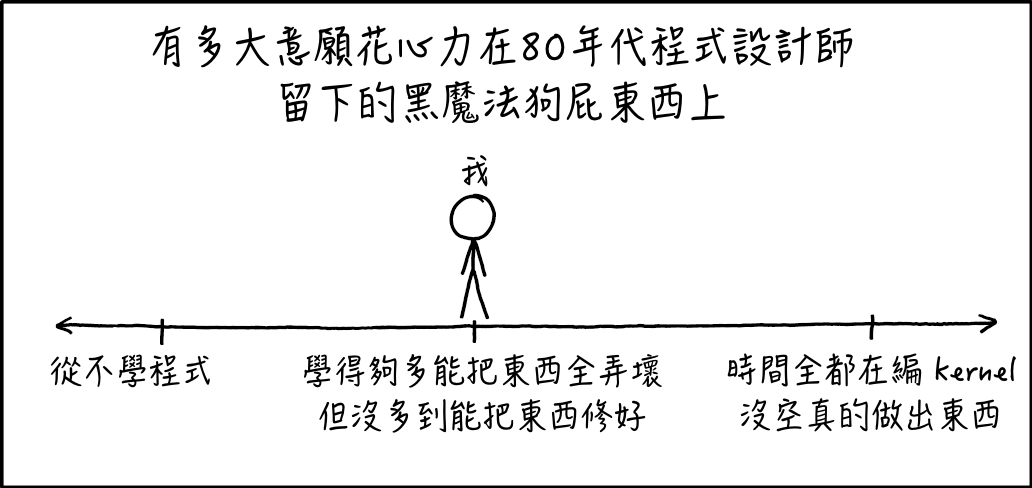 有多大意願花心力在80年代程式設計師
留下的黑魔法狗屁東西上
我
從不學程式
學得夠多能把東西全弄壞
但沒多到能把東西修好
時間全都在編 kernel
沒空真的做出東西